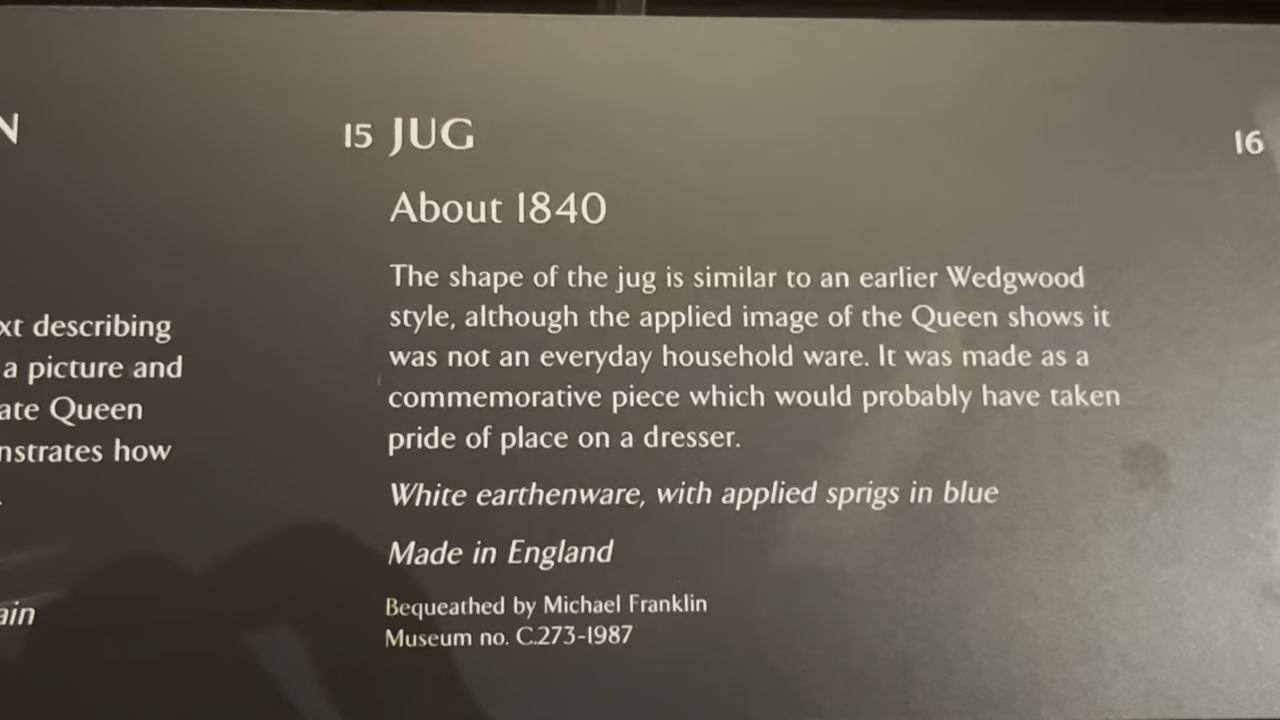 N
xt describing
a picture and
ate Queen
nstrates how
ain
15 JUG
About 1840
The shape of the jug is similar to an earlier Wedgwood
style, although the applied image of the Queen shows it
was not an everyday household ware. It was made as a
commemorative piece which would probably have taken
pride of place on a dresser.
White earthenware, with applied sprigs in blue
Made in England
Bequeathed by Michael Franklin
Museum no. C.273-1987
16